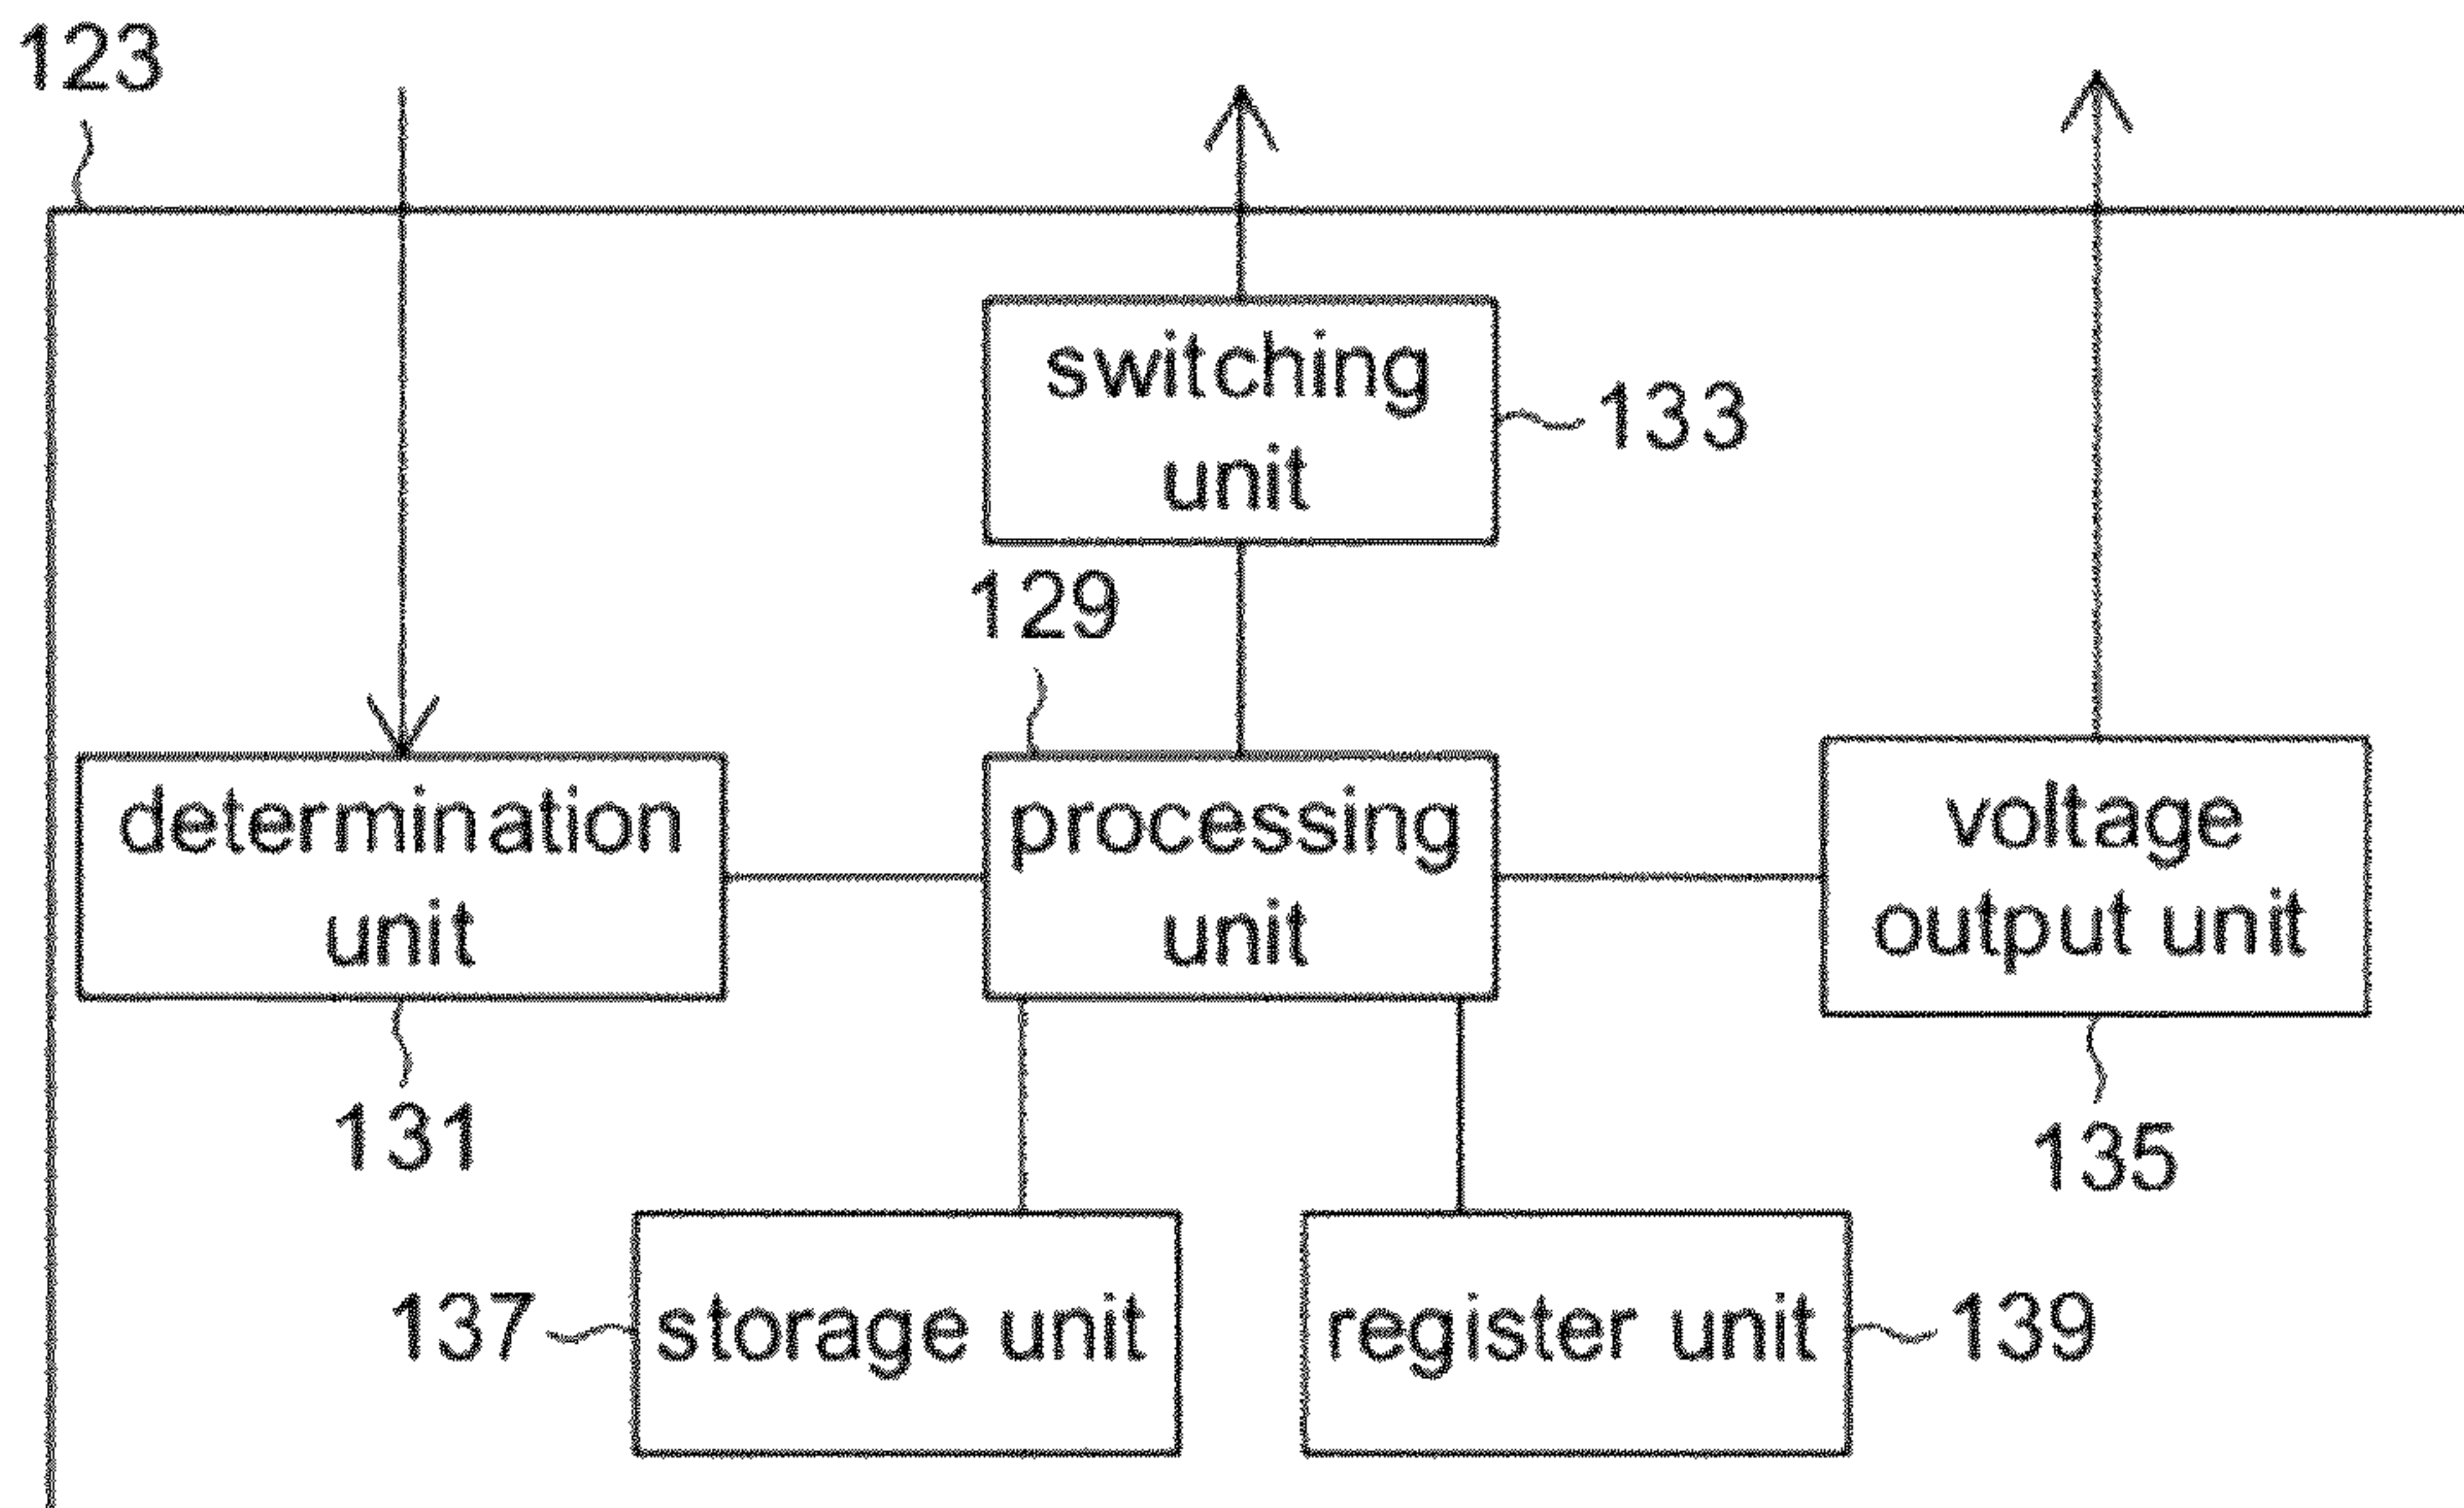 123
switching
unit
133
129
determination
unit
processing
unit
voltage
output unit
131
135
137
storage unit
register unit
139